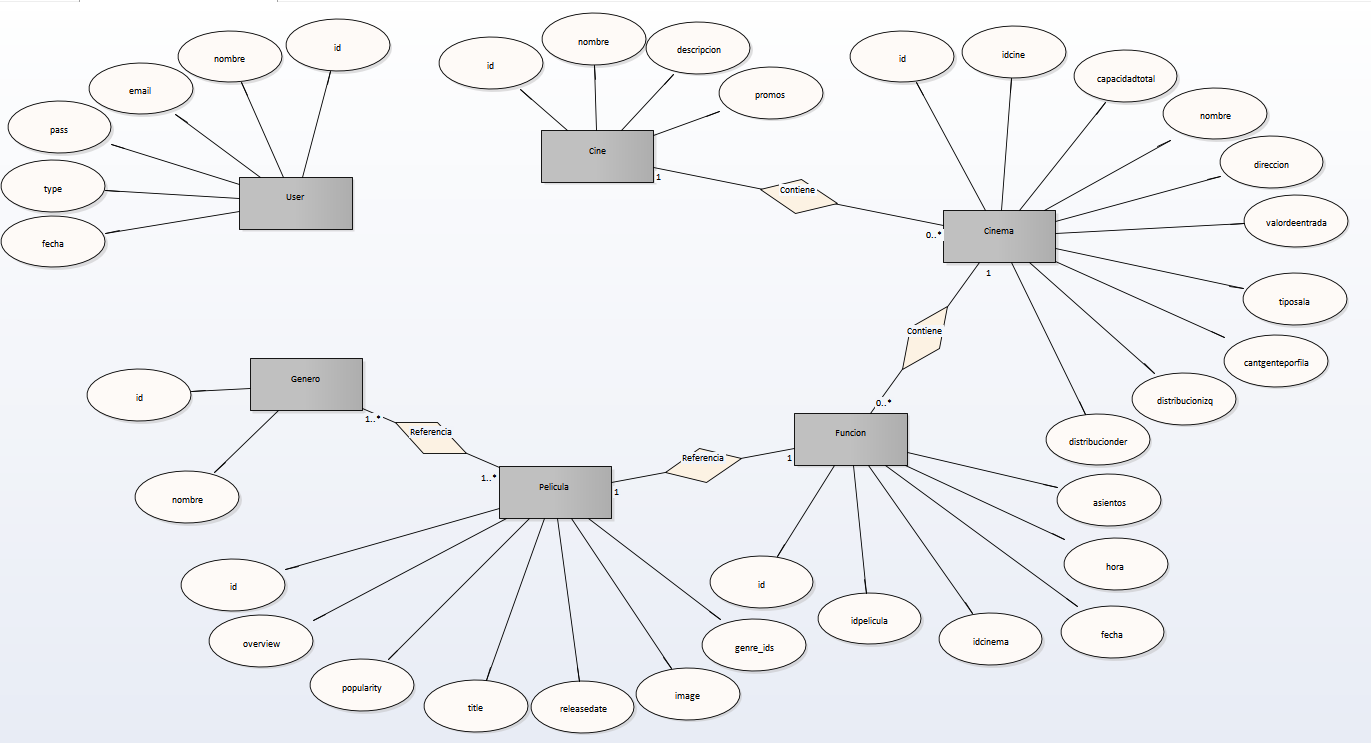 id
nombre
email
pass
type
fecha
User
id
nombre
descripcion
promos
Cine
1
Contiene
0..*
id
idcine
capacidadtotal
nombre
direccion
valordeentrada
tiposala
cantgenteporfila
distribucionizq
distribucionder
Cinema
1
Contiene
0..*
Genero
id
nombre
1..*
Referencia
1..*
Pelicula
1
Referencia
1
Funcion
asientos
hora
fecha
idcinema
idpelicula
id
id
overview
popularity
title
releasedate
image
genre_ids